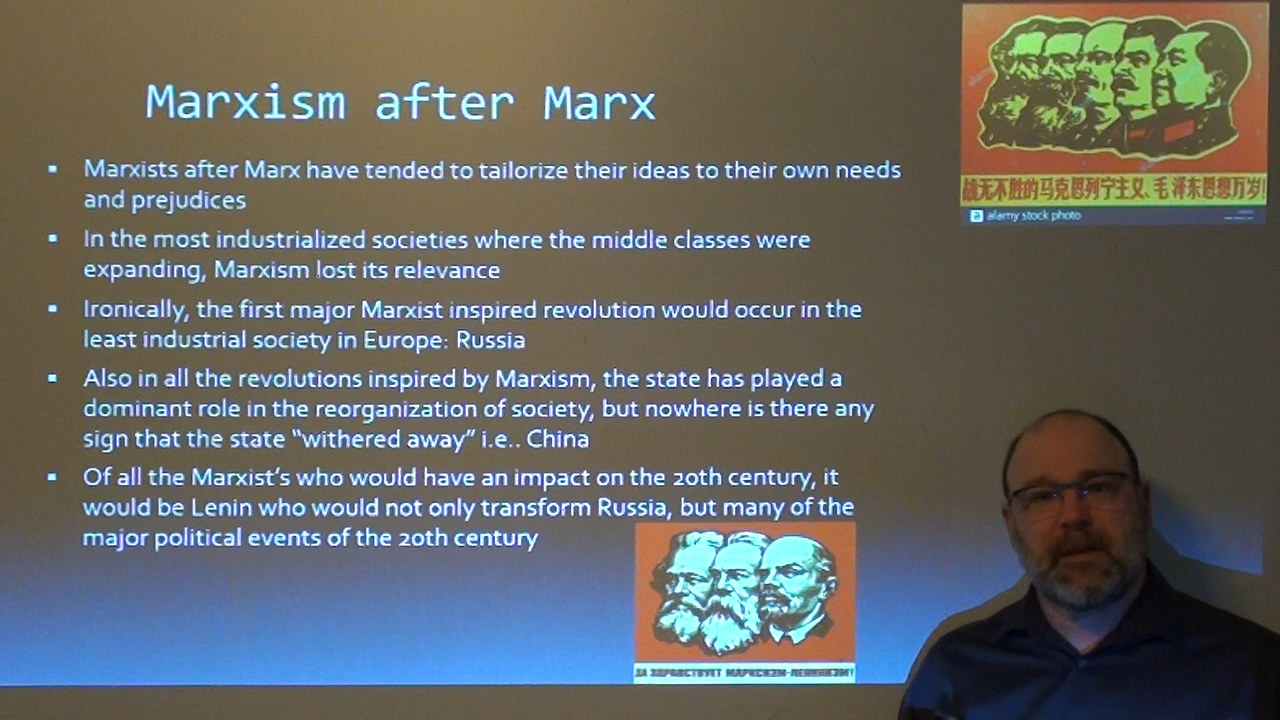 Marxism after Marx
Marxists after Marx have tended to tailorize their ideas to their own needs
and prejudices
In the most industrialized societies where the middle classes were
expanding, Marxism lost its relevance
Ironically, the first major Marxist inspired revolution would occur in the
least industrial society in Europe: Russia
Also in all the revolutions inspired by Marxism, the state has played a
dominant role in the reorganization of society, but nowhere is there any
sign that the state “withered away” i.e.. China
Of all the Marxist’s who would have an impact on the 20th century, it
would be Lenin who would not only transform Russia, but many of the
major political events of the 20th century
战无不胜的马克思列宁主义、毛泽东思想万岁!
a alamy stock photo
ЗДРАВСТВУЕТ МАРКСИЗМ-ЛЕНИНИЗМ!